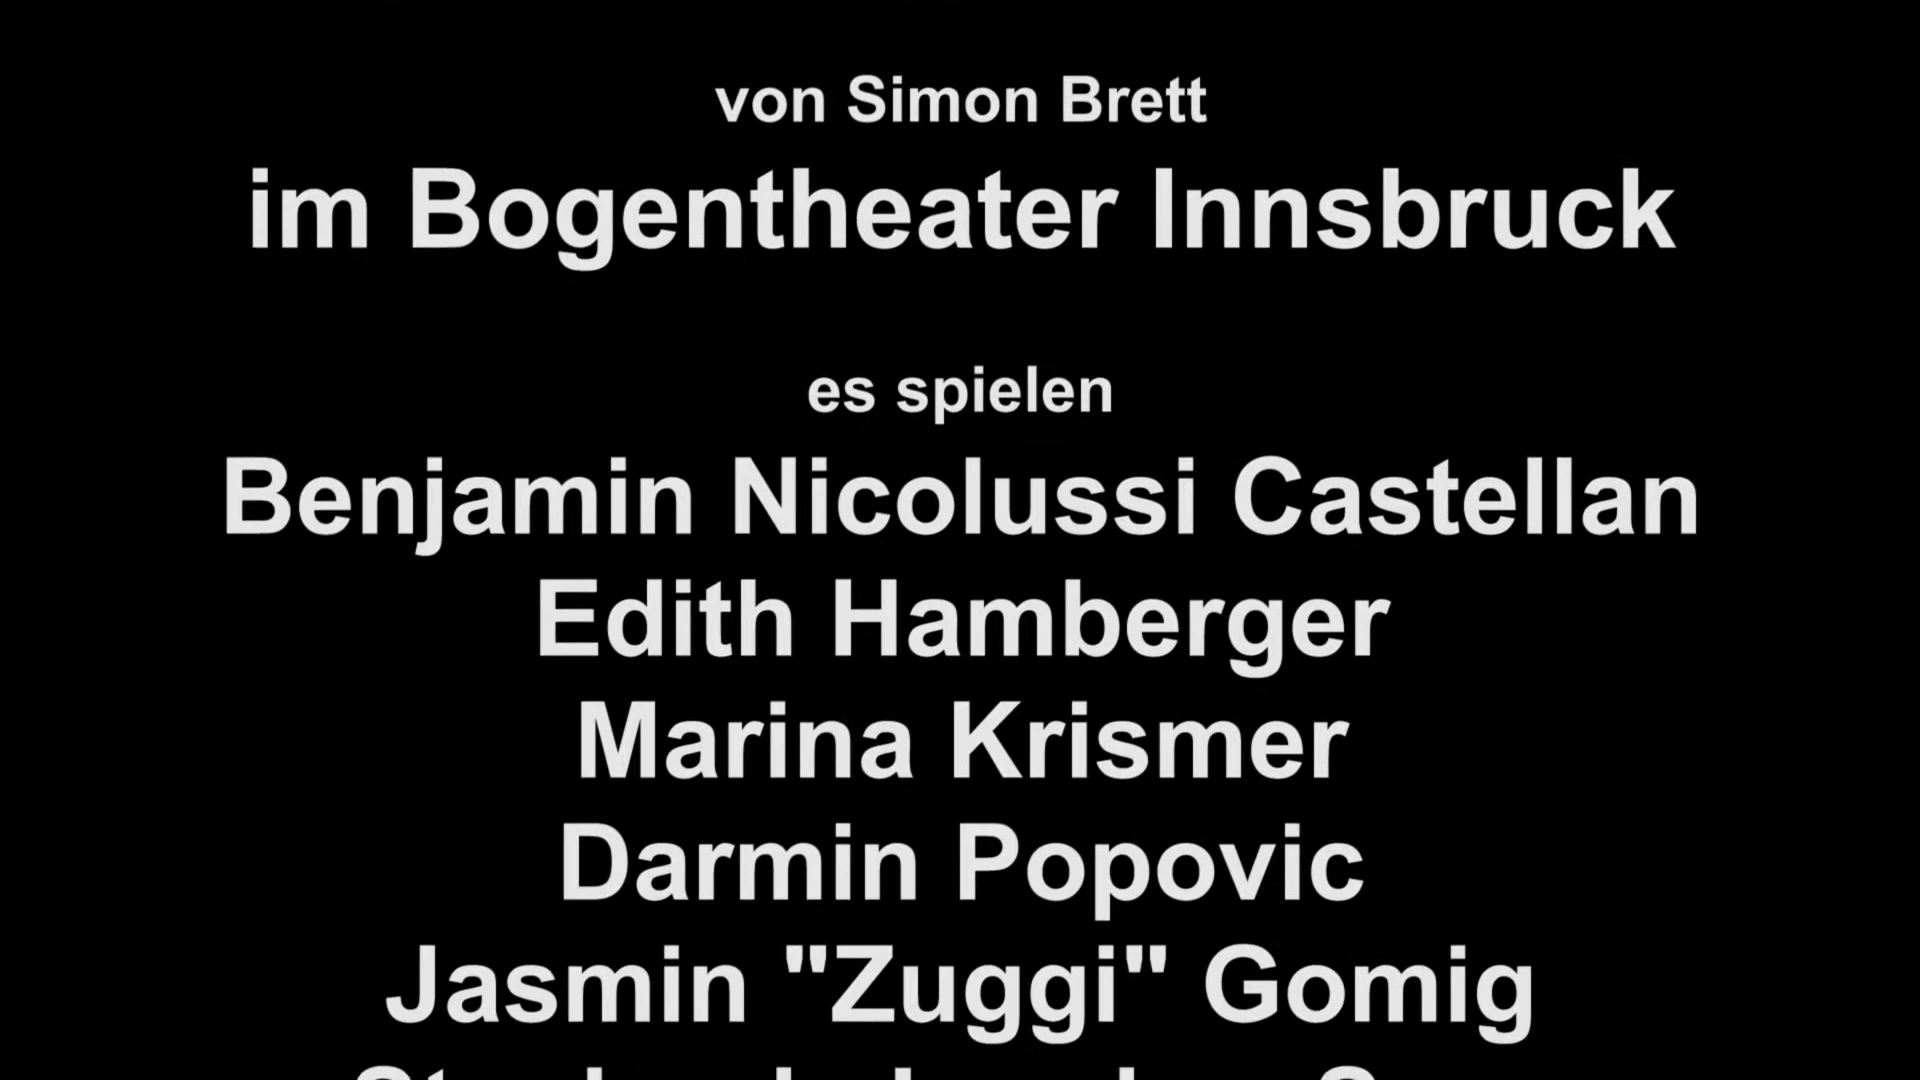 von Simon Brett
im Bogentheater Innsbruck
es spielen
Benjamin Nicolussi Castellan
Edith Hamberger
Marina Krismer
Darmin Popovic
Jasmin "Zuggi" Gomig